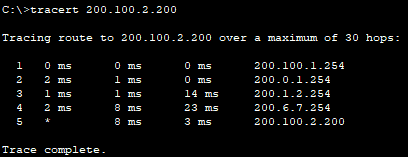 C:\>tracert 200.100.2.200
Tracing route to 200.100.2.200 over a maximum of 30 hops:
1 0 ms 0 ms 0 ms 200.100.1.254
2 2 ms 1 ms 0 ms 200.0.1.254
3 1 ms 1 ms 14 ms 200.1.2.254
4 2 ms 8 ms 23 ms 200.6.7.254
5 * 8 ms 3 ms 200.100.2.200
Trace complete.